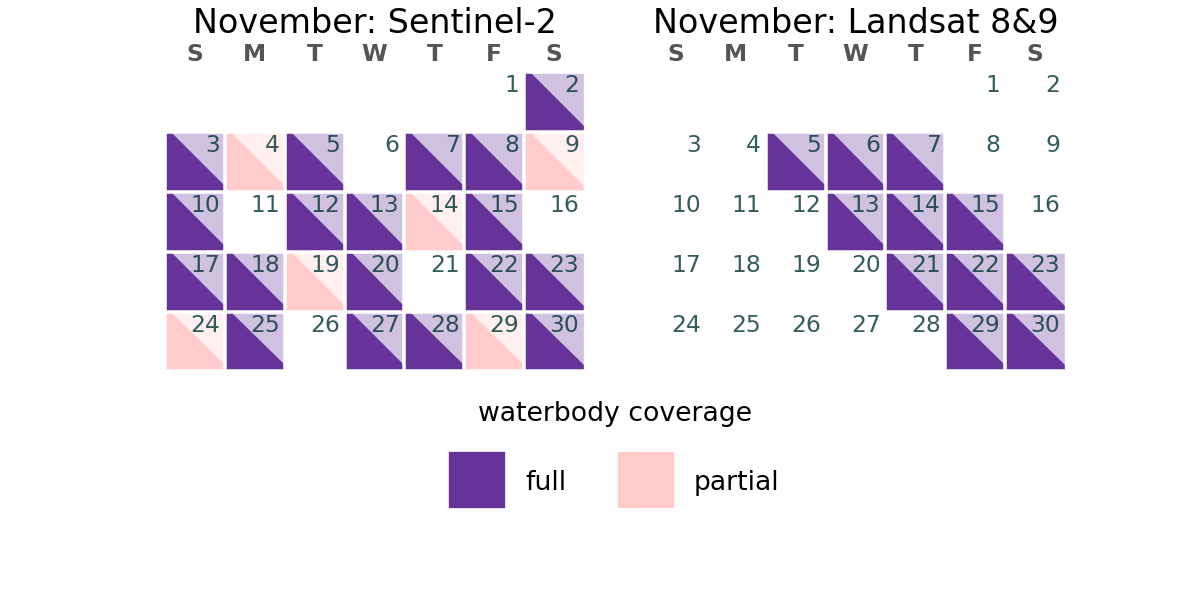 November: Sentinel-2
S M T W T F S
1 2
3 4 5 6 7 8 9
10 11 12 13 14 15 16
17 18 19 20 21 22 23
24 25 26 27 28 29 30
November: Landsat 8&9
S M T W T F S
1 2
3 4 5 6 7 8 9
10 11 12 13 14 15 16
17 18 19 20 21 22 23
24 25 26 27 28 29 30
waterbody coverage
full
partial